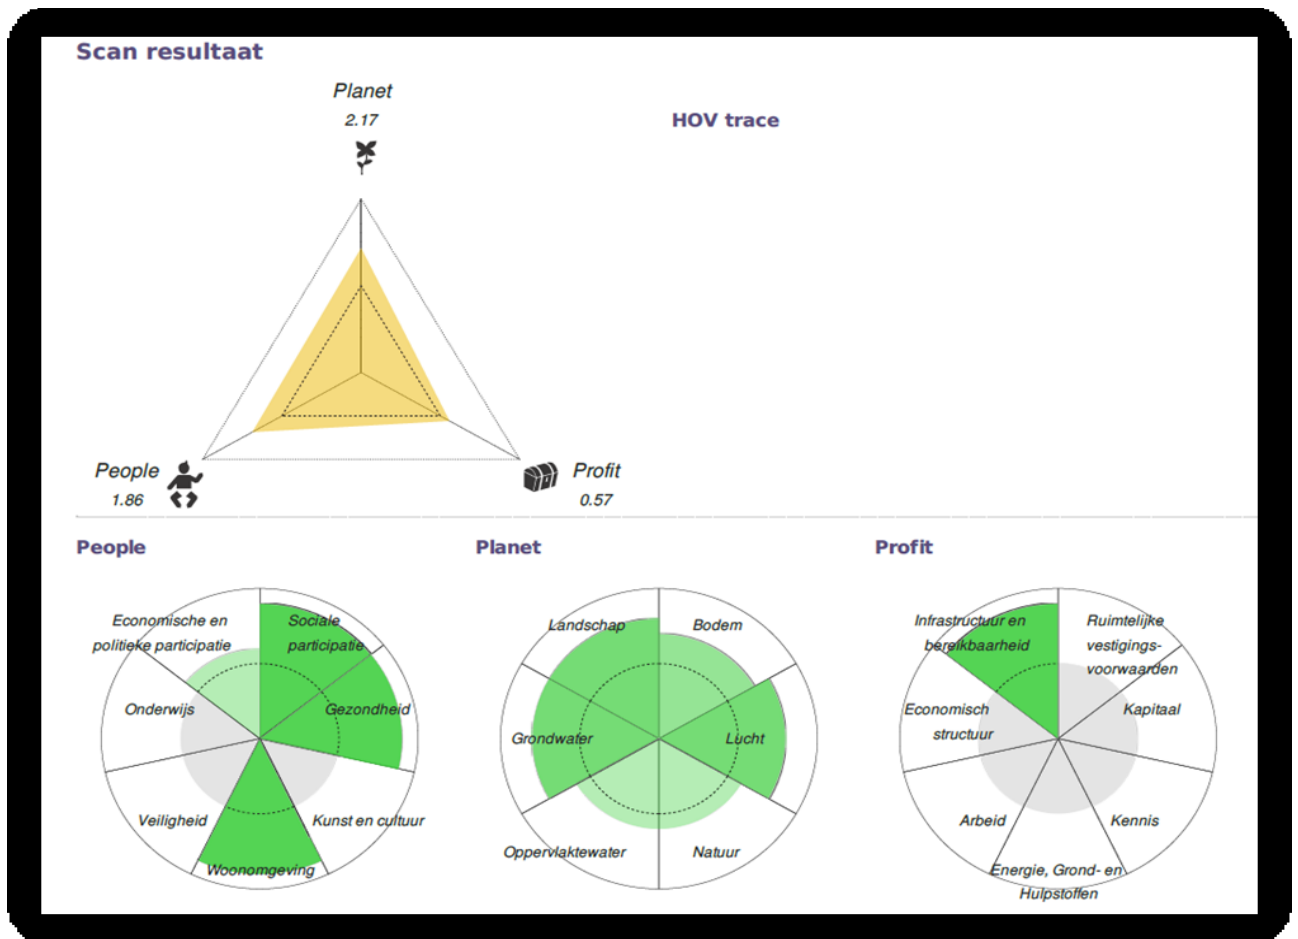 Scan resultaat
Planet
2.17
HOV trace
People
1.86
Profit
0.57
People
Planet
Profit
Economische en
politieke participatie
Sociale
participatie
Onderwijs
Gezondheid
Veiligheid
Kunst en cultuur
Woonomgeving
Landschap
Bodem
Grondwater
Lucht
Oppervlaktewater
Natuur
Infrastructuur en
bereikbaarheid
Ruimtelijke
vestigings-
voorwaarden
Economisch
structuur
Kapitaal
Arbeid
Kennis
Energie, Grond- en
Hulpstoffen